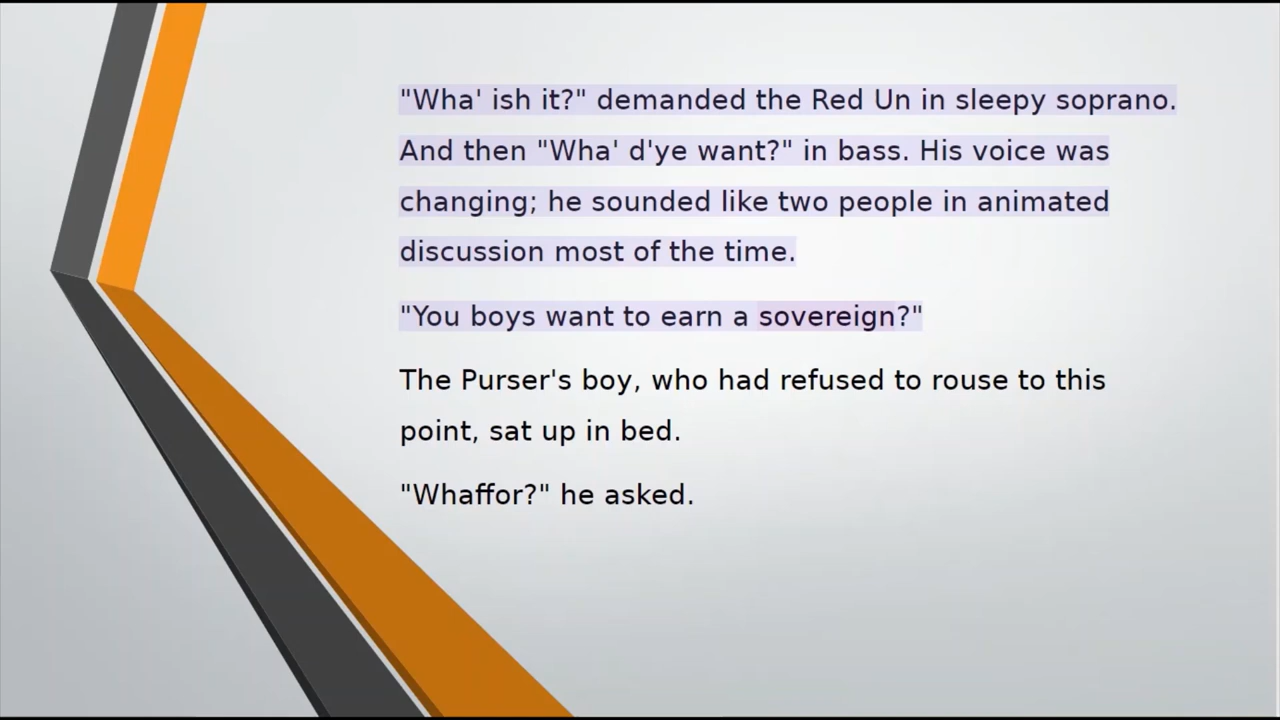 "Wha' ish it?" demanded the Red Un in sleepy soprano.
And then "Wha' d'ye want?" in bass. His voice was
changing; he sounded like two people in animated
discussion most of the time.
"You boys want to earn a sovereign?"
The Purser's boy, who had refused to rouse to this
point, sat up in bed.
"Whaffor?" he asked.